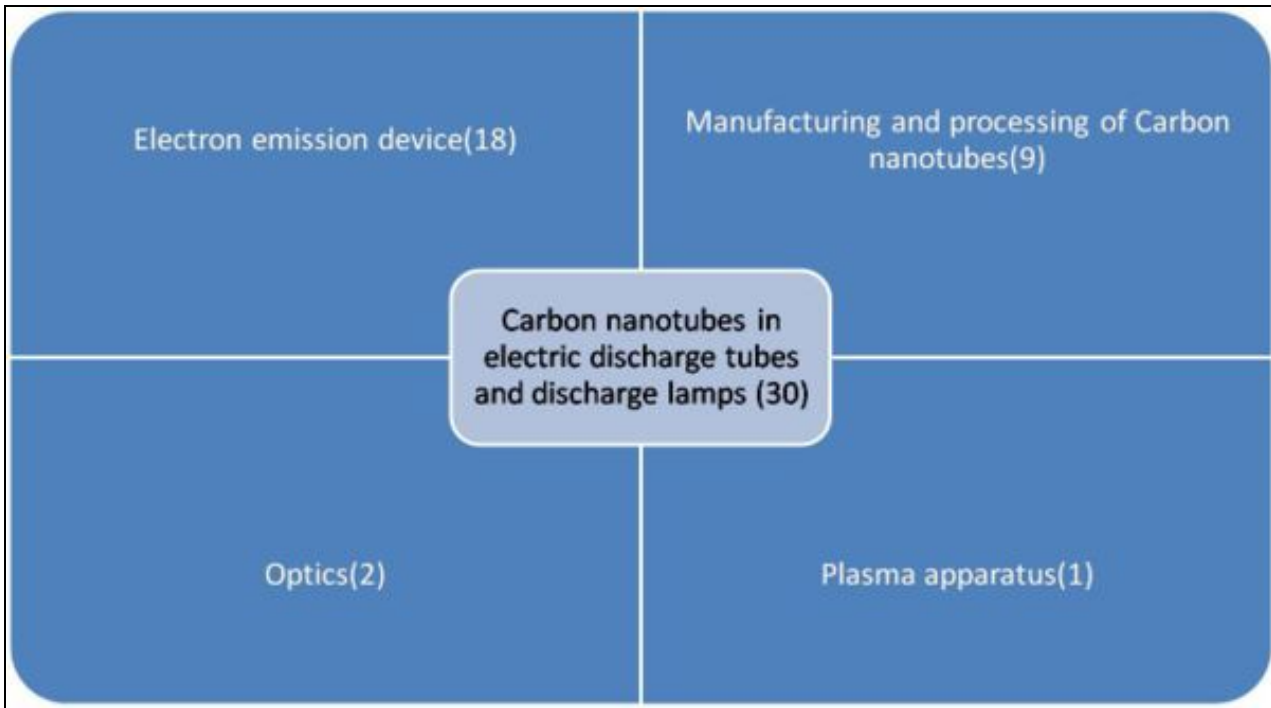 Electron emission device(18)
Manufacturing and processing of Carbon
nanotubes(9)
Carbon nanotubes in
electric discharge tubes
and discharge lamps (30)
Optics(2)
Plasma apparatus(1)